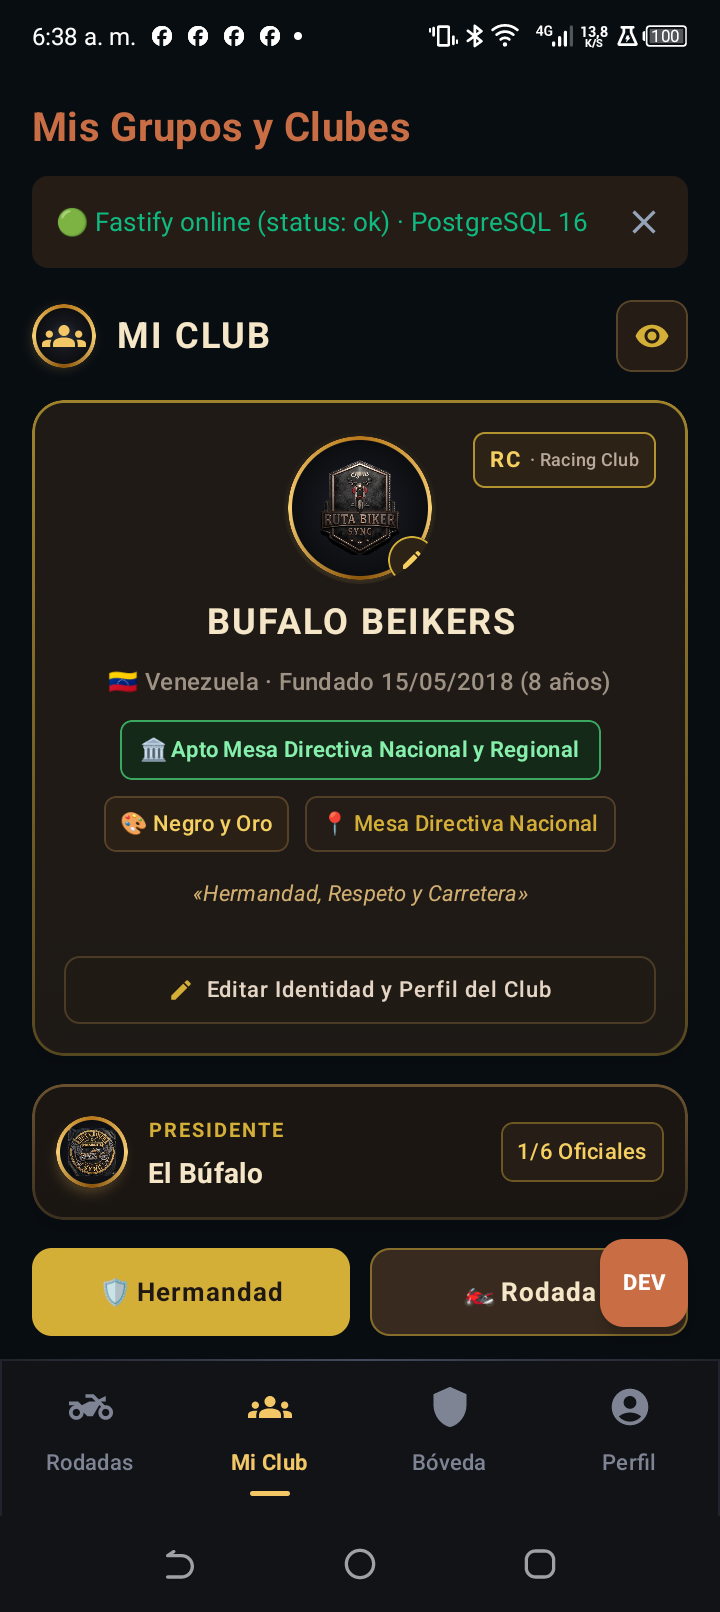 6:38 a. m.
4G 13,8 K/S 100
Mis Grupos y Clubes
Fastify online (status: ok) · PostgreSQL 16
MI CLUB
RC · Racing Club
RUTA BIKER
SYNC
BUFALO BEIKERS
Venezuela · Fundado 15/05/2018 (8 años)
Apto Mesa Directiva Nacional y Regional
Negro y Oro
Mesa Directiva Nacional
«Hermandad, Respeto y Carretera»
Editar Identidad y Perfil del Club
PRESIDENTE
El Búfalo
1/6 Oficiales
Hermandad
Rodada
DEV
Rodadas
Mi Club
Bóveda
Perfil